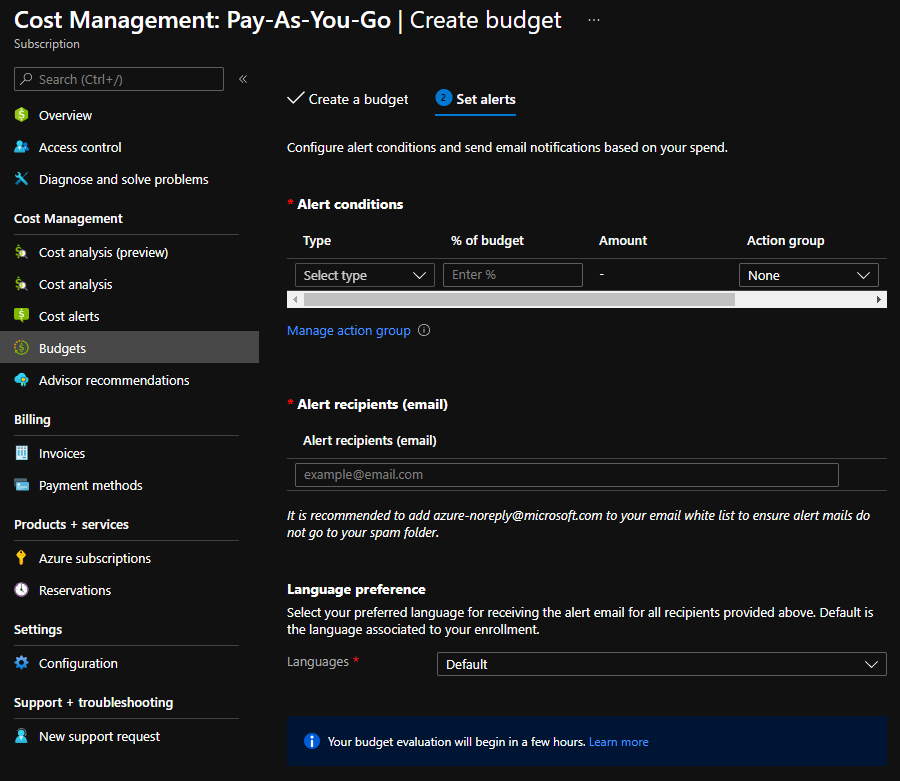 Cost Management: Pay-As-You-Go | Create budget ...
Subscription
Search (Ctrl+/)
«
Overview
Access control
Diagnose and solve problems
Cost Management
Cost analysis (preview)
Cost analysis
Cost alerts
Budgets
Advisor recommendations
Billing
Invoices
Payment methods
Products + services
Azure subscriptions
Reservations
Settings
Configuration
Support + troubleshooting
New support request
Create a budget
2 Set alerts
Configure alert conditions and send email notifications based on your spend.
* Alert conditions
Type % of budget Amount Action group
Select type Enter % - None
Manage action group
* Alert recipients (email)
Alert recipients (email)
example@email.com
It is recommended to add azure-noreply@microsoft.com to your email white list to ensure alert mails do
not go to your spam folder.
Language preference
Select your preferred language for receiving the alert email for all recipients provided above. Default is
the language associated to your enrollment.
Languages * Default
Your budget evaluation will begin in a few hours. Learn more